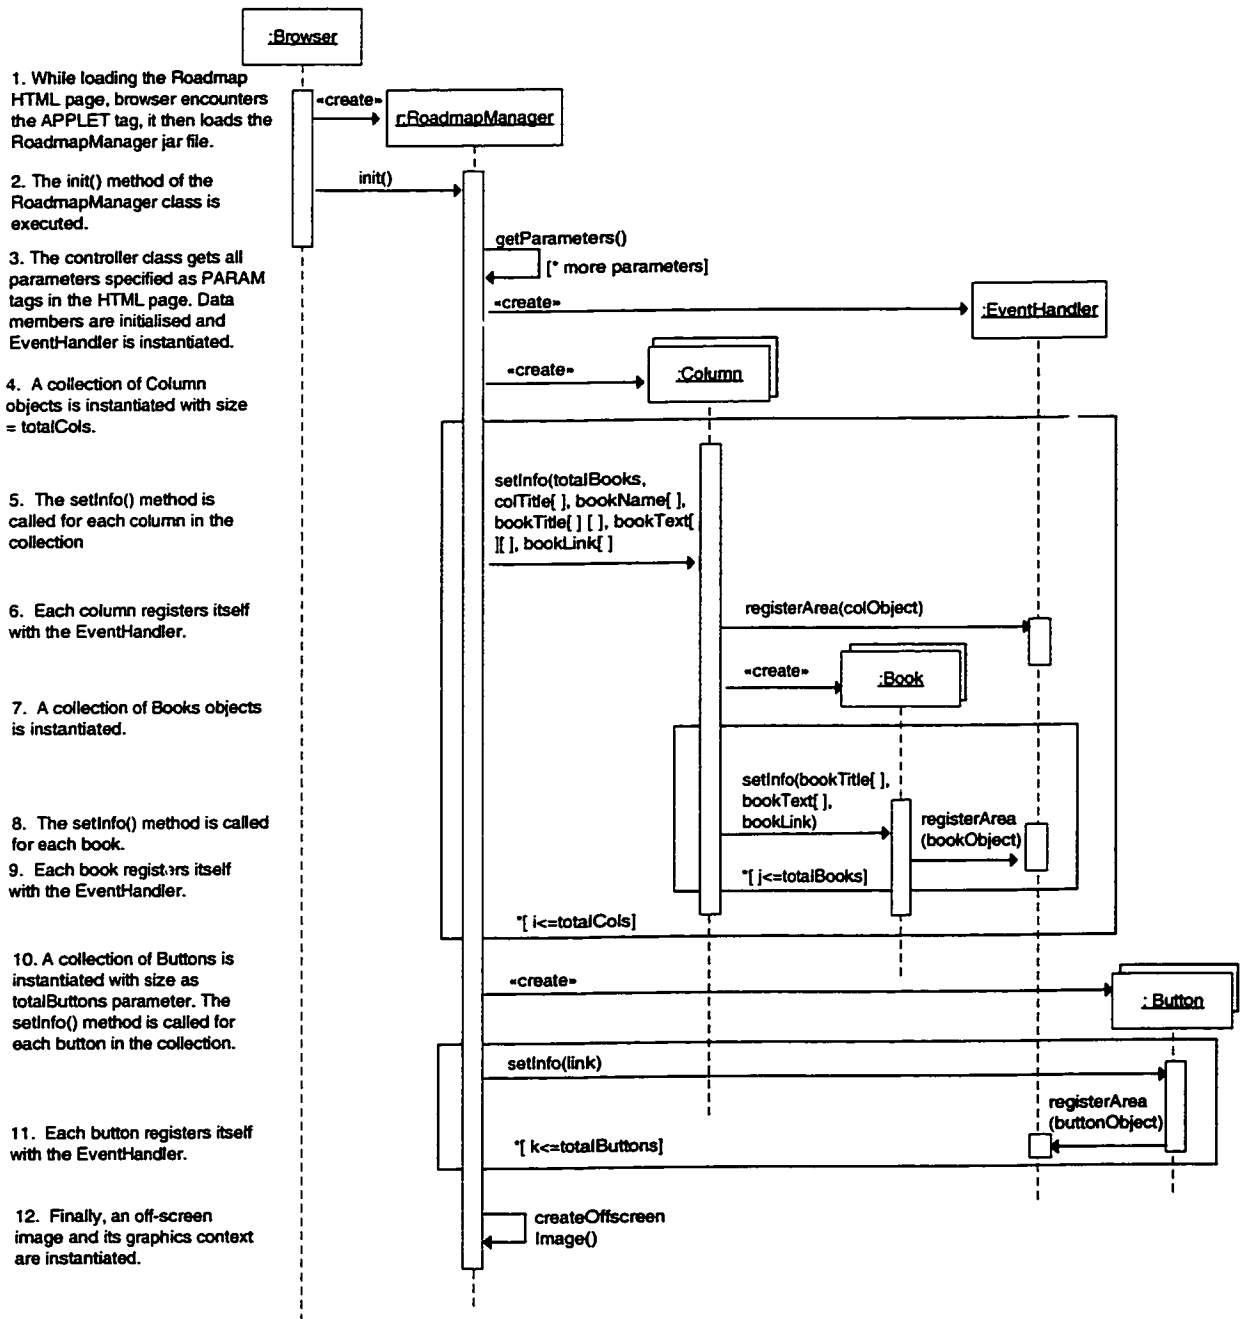 :Browser
1. While loading the Roadmap
HTML page, browser encounters
the APPLET tag, it then loads the
RoadmapManager jar file.
«create»
r:RoadmapManager
2. The init() method of the
RoadmapManager class is
executed.
init()
3. The controller class gets all
parameters specified as PARAM
tags in the HTML page. Data
members are initialised and
EventHandler is instantiated.
getParameters()
[* more parameters]
«create»
:EventHandler
4. A collection of Column
objects is instantiated with size
= totalCols.
«create»
:Column
5. The setInfo() method is
called for each column in the
collection
setInfo(totalBooks,
colTitle[ ], bookName[ ],
bookTitle[ ] [ ], bookText[
][ ], bookLink[ ]
6. Each column registers itself
with the EventHandler.
registerArea(colObject)
7. A collection of Books objects
is instantiated.
«create»
:Book
8. The setInfo() method is called
for each book.
setInfo(bookTitle[ ],
bookText[ ],
bookLink)
9. Each book registers itself
with the EventHandler.
registerArea
(bookObject)
*[ j<=totalBooks]
*[ i<=totalCols]
10. A collection of Buttons is
instantiated with size as
totalButtons parameter. The
setInfo() method is called for
each button in the collection.
«create»
: Button
setInfo(link)
11. Each button registers itself
with the EventHandler.
registerArea
(buttonObject)
*[ k<=totalButtons]
12. Finally, an off-screen
image and its graphics context
are instantiated.
createOffscreen
Image()